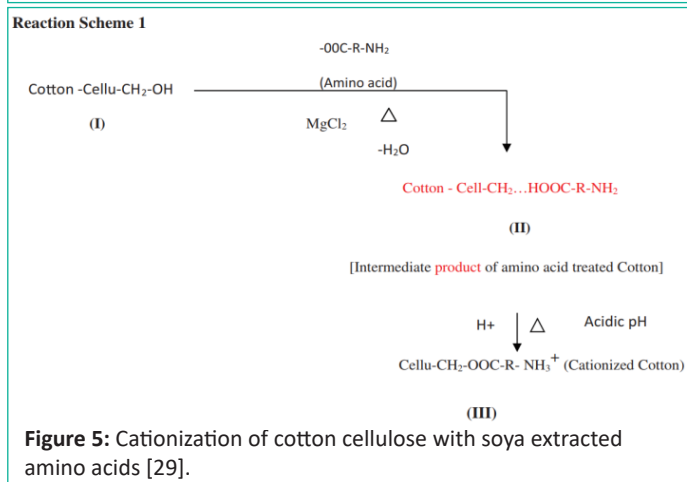 Reaction Scheme 1
-00C-R-NH₂
Cotton -Cellu-CH₂-OH
(Amino acid)
(I)
MgCl₂ △
-H₂O
Cotton - Cell-CH₂...HOOC-R-NH₂
(II)
[Intermediate product of amino acid treated Cotton]
H+ △ Acidic pH
Cellu-CH₂-OOC-R- NH₃⁺ (Cationized Cotton)
(III)
Figure 5: Cationization of cotton cellulose with soya extracted
amino acids [29].